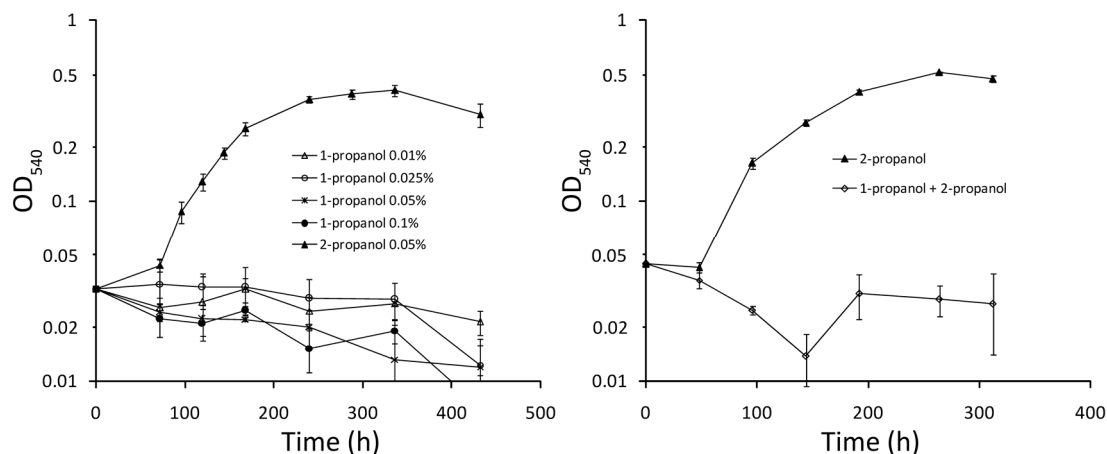 1
0.5
0.2
0.1
0.05
0.02
0.01
OD540
1-propanol 0.01%
1-propanol 0.025%
1-propanol 0.05%
1-propanol 0.1%
2-propanol 0.05%
0 100 200 300 400 500
Time (h)
1
0.5
0.2
0.1
0.05
0.02
0.01
OD540
2-propanol
1-propanol + 2-propanol
0 100 200 300 400
Time (h)